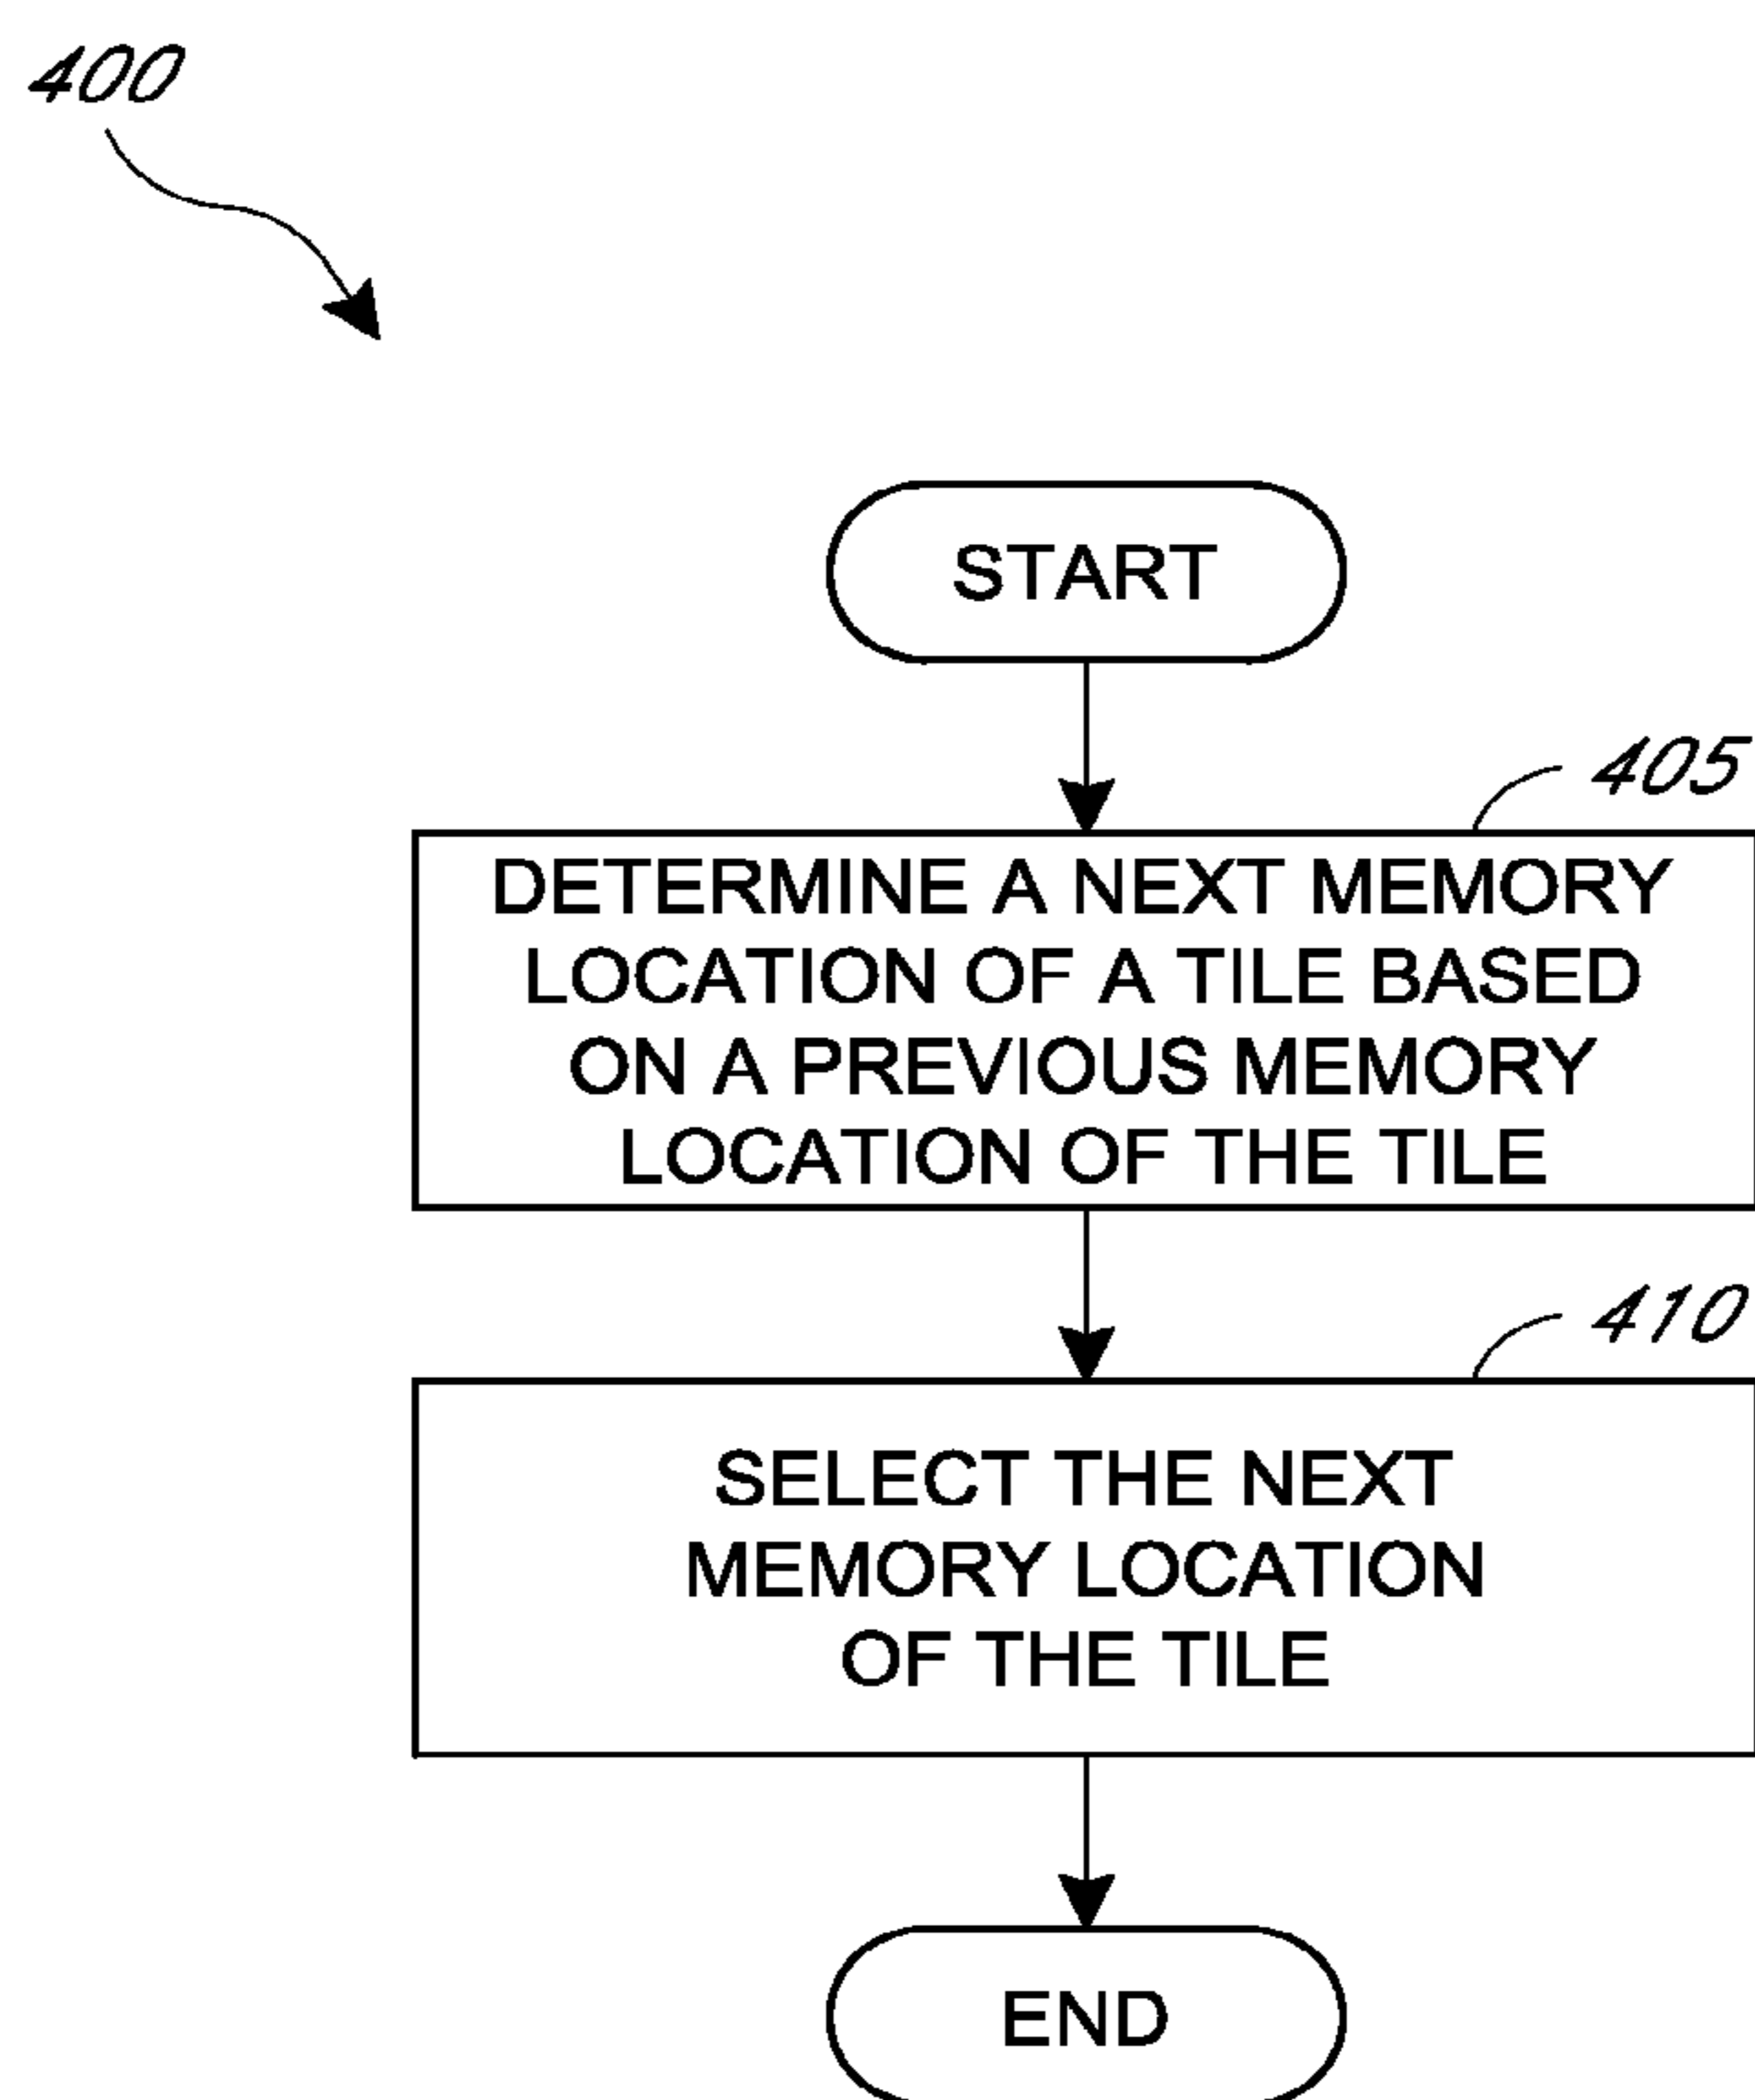 400
START
405
DETERMINE A NEXT MEMORY
LOCATION OF A TILE BASED
ON A PREVIOUS MEMORY
LOCATION OF THE TILE
410
SELECT THE NEXT
MEMORY LOCATION
OF THE TILE
END